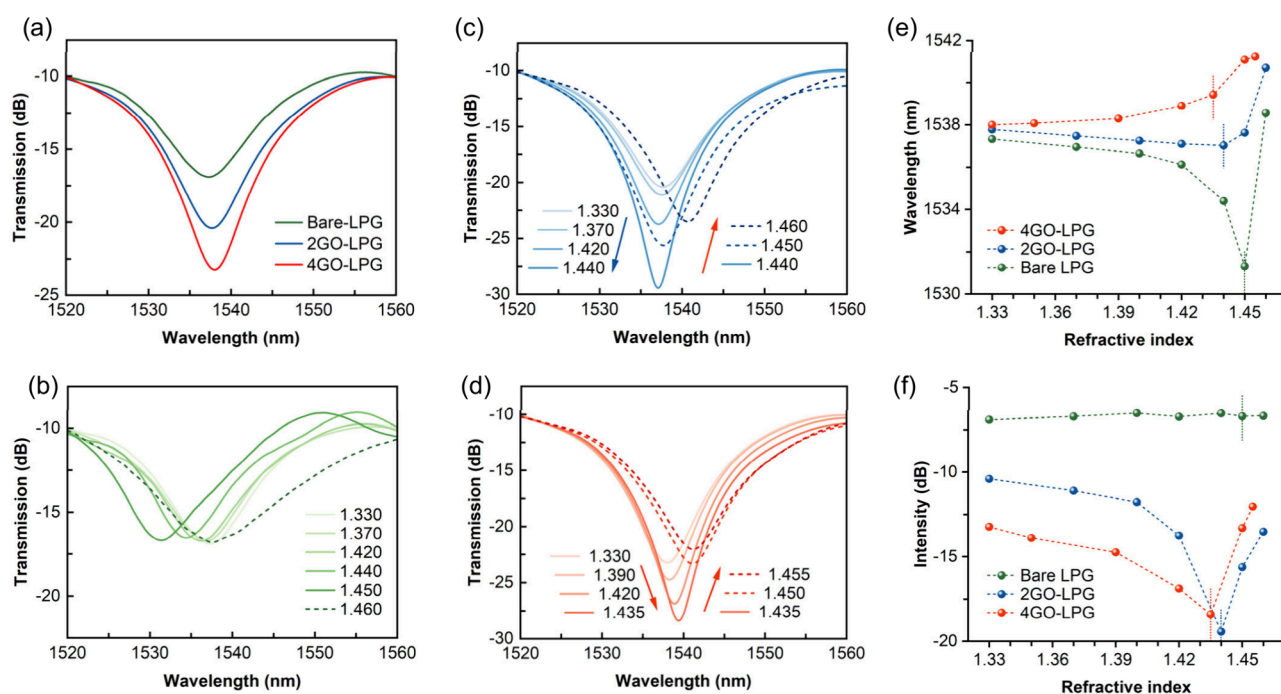 (a)
Transmission (dB)
-10
-15
-20
-25
Bare-LPG
2GO-LPG
4GO-LPG
1520 1530 1540 1550 1560
Wavelength (nm)
(c)
Transmission (dB)
-10
-15
-20
-25
-30
1.330
1.370
1.420
1.440
1.460
1.450
1.440
1520 1530 1540 1550 1560
Wavelength (nm)
(e)
Wavelength (nm)
1542
1538
1534
1530
4GO-LPG
2GO-LPG
Bare LPG
1.33 1.36 1.39 1.42 1.45
Refractive index
(b)
Transmission (dB)
-10
-15
-20
1.330
1.370
1.420
1.440
1.450
1.460
1520 1530 1540 1550 1560
Wavelength (nm)
(d)
Transmission (dB)
-10
-15
-20
-25
-30
1.330
1.390
1.420
1.435
1.455
1.450
1.435
1520 1530 1540 1550 1560
Wavelength (nm)
(f)
Intensity (dB)
-5
-10
-15
-20
Bare LPG
2GO-LPG
4GO-LPG
1.33 1.36 1.39 1.42 1.45
Refractive index